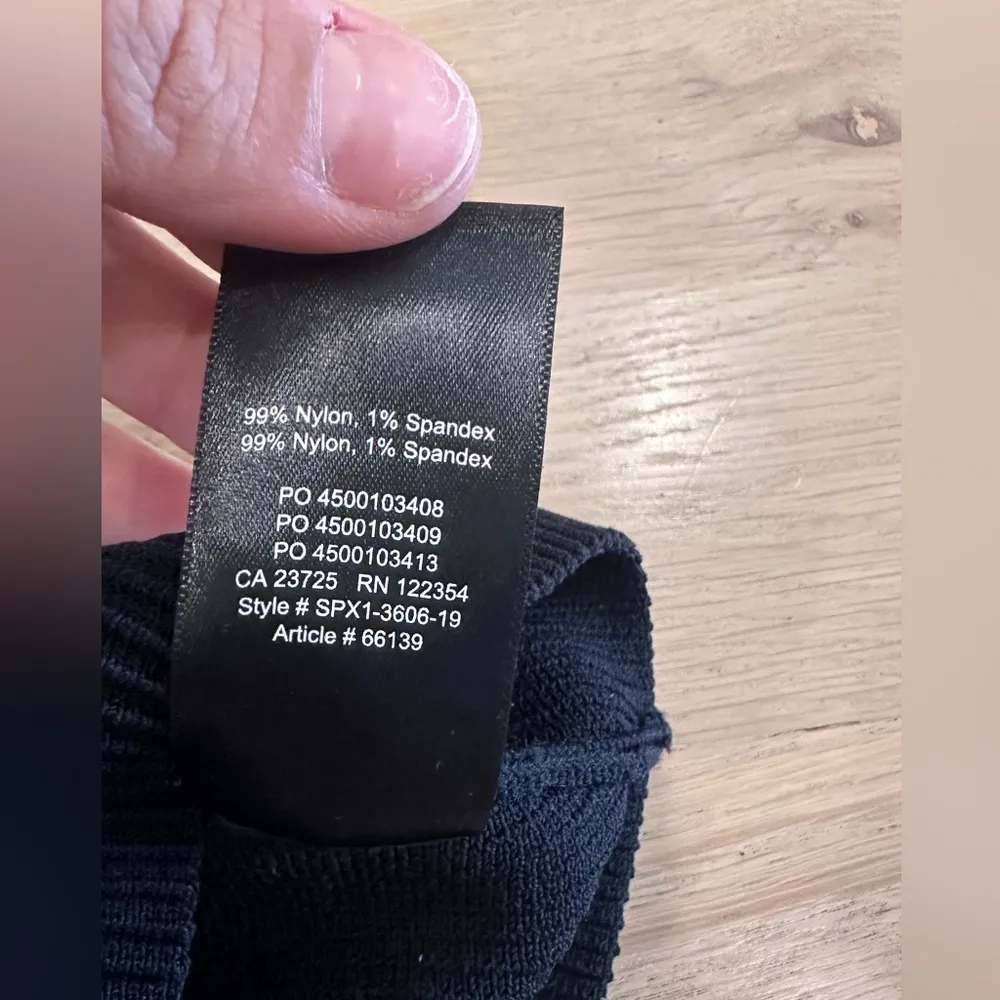 99% Nylon, 1% Spandex
99% Nylon, 1% Spandex
PO 4500103408
PO 4500103409
PO 4500103413
CA 23725 RN 122354
Style # SPX1-3606-19
Article # 66139